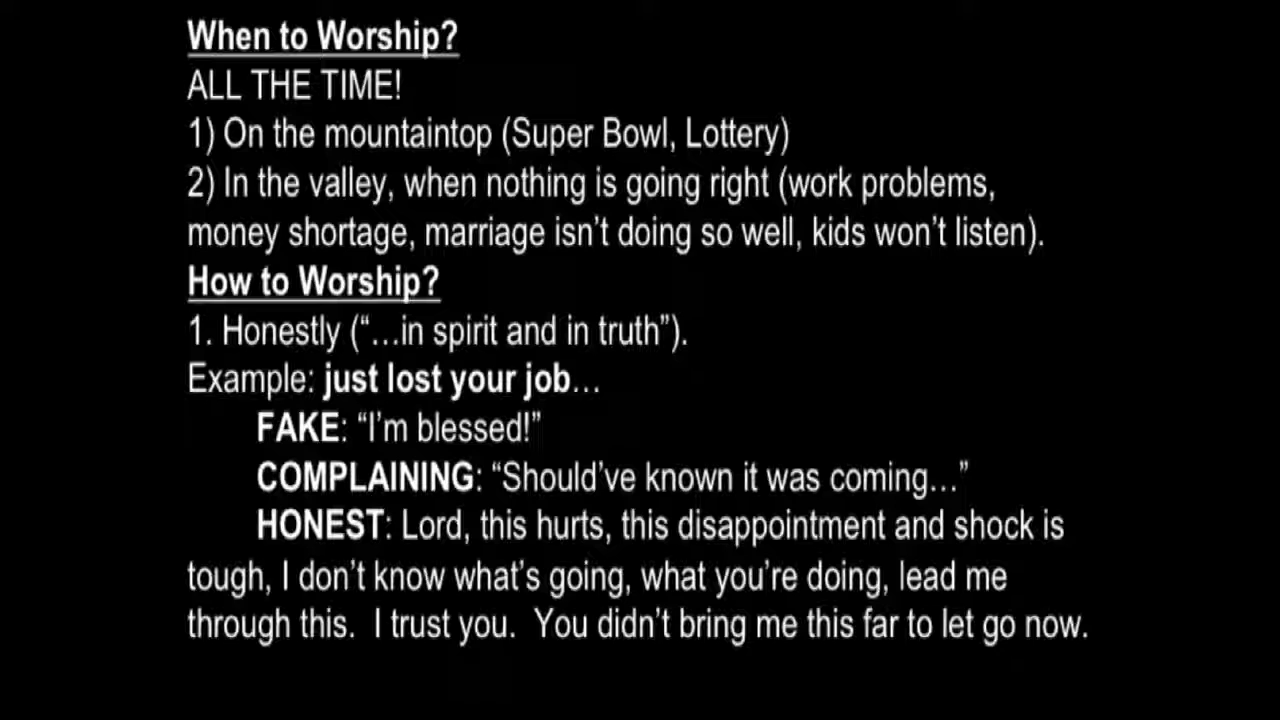 When to Worship?
ALL THE TIME!
1) On the mountaintop (Super Bowl, Lottery)
2) In the valley, when nothing is going right (work problems,
money shortage, marriage isn’t doing so well, kids won’t listen).
How to Worship?
1. Honestly (“…in spirit and in truth”).
Example: just lost your job…
FAKE: “I’m blessed!”
COMPLAINING: “Should’ve known it was coming…”
HONEST: Lord, this hurts, this disappointment and shock is
tough, I don’t know what’s going, what you’re doing, lead me
through this.  I trust you.  You didn’t bring me this far to let go now.